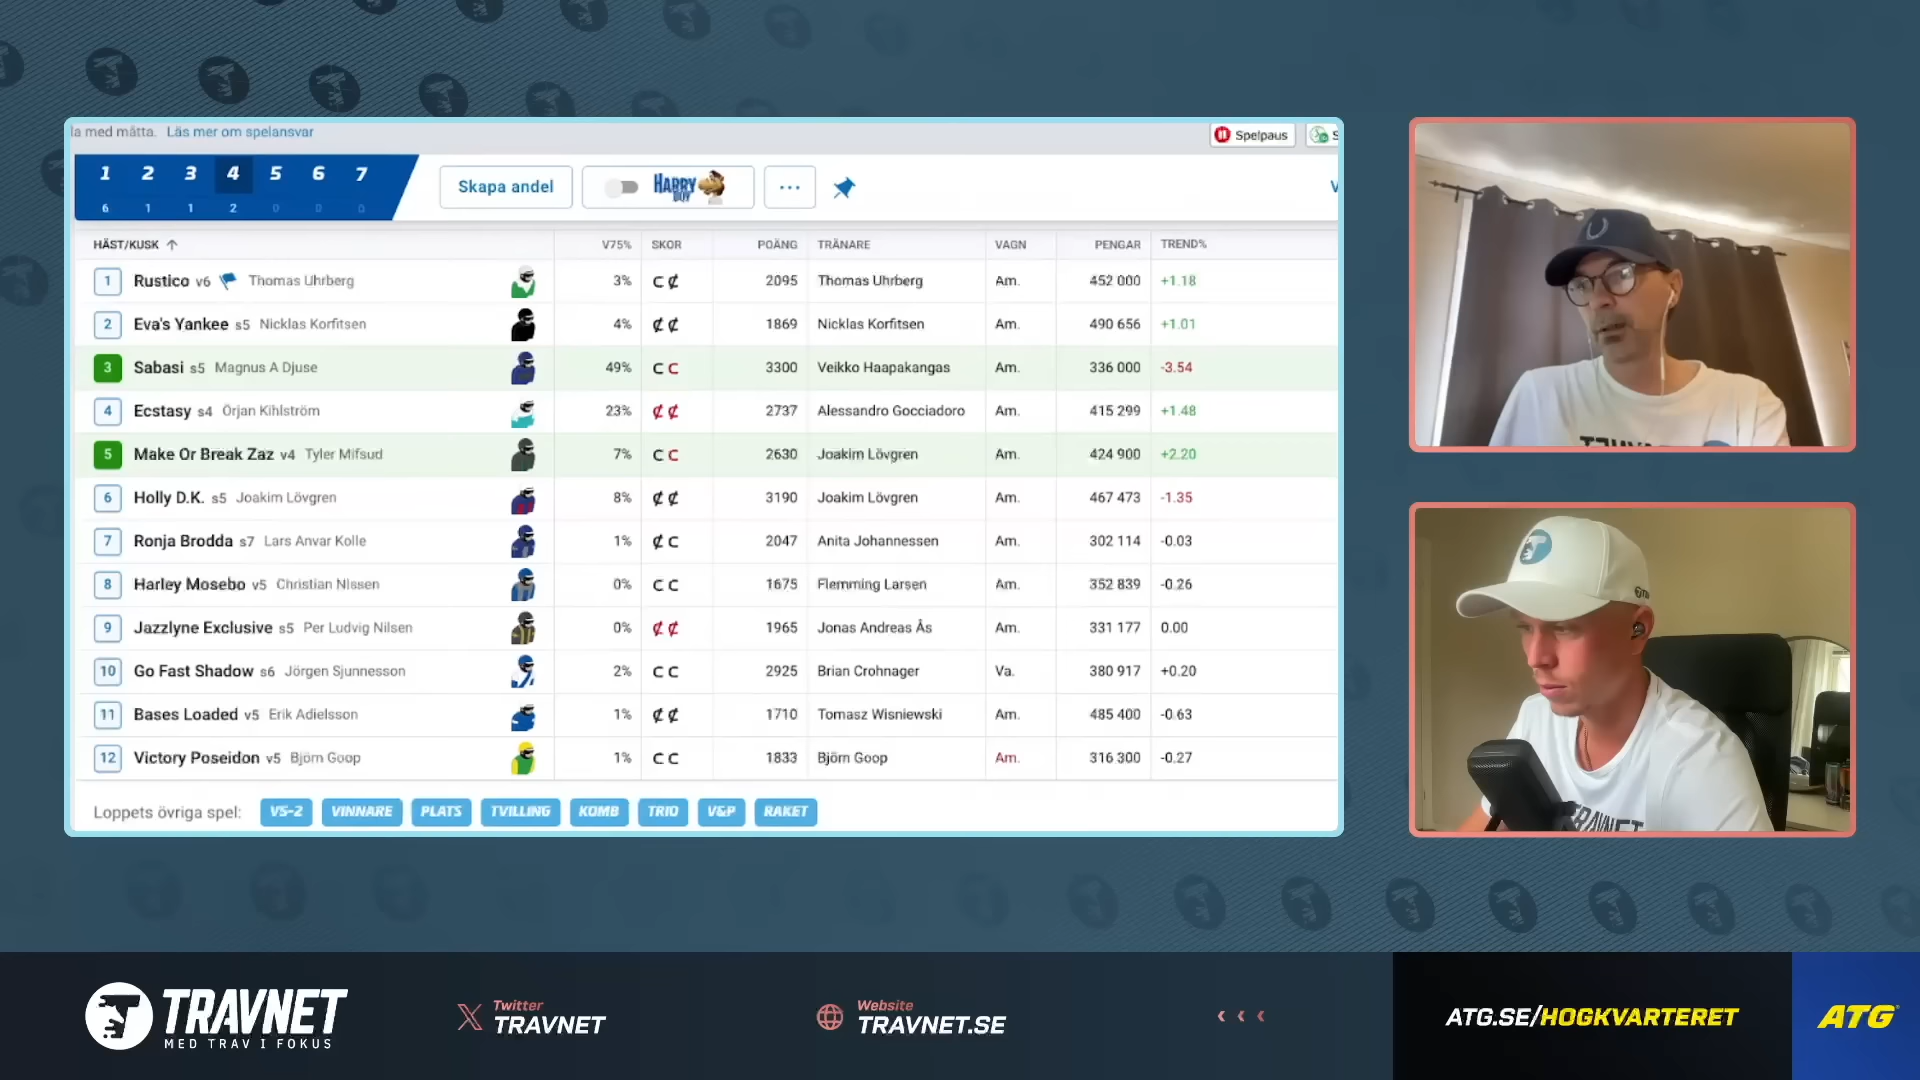 la med måtta. Läs mer om spelansvar
Spelpaus
1 2 3 4 5 6 7
6 1 1 2 0 0 0
Skapa andel
HARRY BOY
...
HÄST/KUSK ↑ V75% SKOR POÄNG TRÄNARE VAGN PENGAR TREND%
1 Rustico v6 Thomas Uhrberg 3% C ¢ 2095 Thomas Uhrberg Am. 452 000 +1.18
2 Eva's Yankee s5 Nicklas Korfitsen 4% ¢ ¢ 1869 Nicklas Korfitsen Am. 490 656 +1.01
3 Sabasi s5 Magnus A Djuse 49% C C 3300 Veikko Haapakangas Am. 336 000 -3.54
4 Ecstasy s4 Örjan Kihlström 23% ¢ ¢ 2737 Alessandro Gocciadoro Am. 415 299 +1.48
5 Make Or Break Zaz v4 Tyler Mifsud 7% C C 2630 Joakim Lövgren Am. 424 900 +2.20
6 Holly D.K. s5 Joakim Lövgren 8% ¢ ¢ 3190 Joakim Lövgren Am. 467 473 -1.35
7 Ronja Brodda s7 Lars Anvar Kolle 1% ¢ C 2047 Anita Johannessen Am. 302 114 -0.03
8 Harley Mosebo v5 Christian Nissen 0% C C 1675 Flemming Larsen Am. 352 839 -0.26
9 Jazzlyne Exclusive s5 Per Ludvig Nilsen 0% ¢ ¢ 1965 Jonas Andreas Ås Am. 331 177 0.00
10 Go Fast Shadow s6 Jörgen Sjunnesson 2% C C 2925 Brian Crohnager Va. 380 917 +0.20
11 Bases Loaded v5 Erik Adielsson 1% ¢ ¢ 1710 Tomasz Wisniewski Am. 485 400 -0.63
12 Victory Poseidon v5 Björn Goop 1% C C 1833 Björn Goop Am. 316 300 -0.27
Loppets övriga spel: VS-2 VINNARE PLATS TVILLING KOMB TRIO V&P RAKET
TRAVNET
MED TRAV I FOKUS
Twitter
TRAVNET
Website
TRAVNET.SE
ATG.SE/HOGKVARTERET
ATG